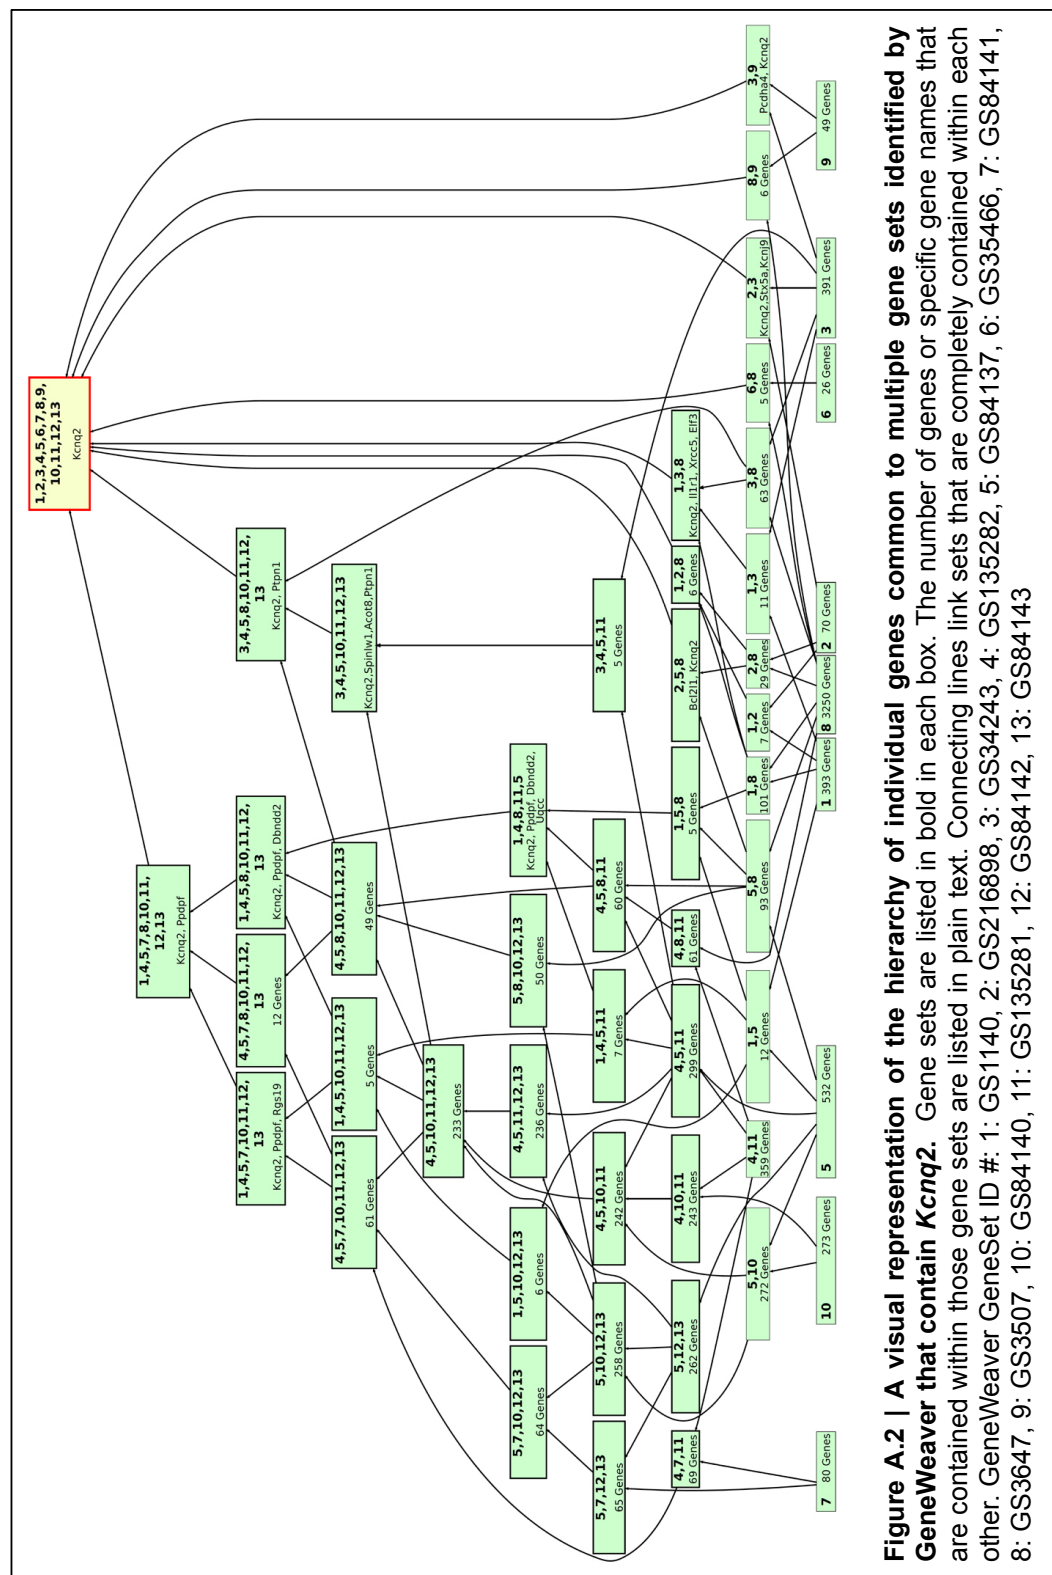 1,2,3,4,5,6,7,8,9,
10,11,12,13
Kcnq2
1,4,5,7,8,10,11,
12,13
Kcnq2, Ppdpf
1,4,5,7,10,11,12,
13
Kcnq2, Ppdpf, Rgs19
4,5,7,8,10,11,12,
13
12 Genes
1,4,5,8,10,11,12,
13
Kcnq2, Ppdpf, Dbndd2
3,4,5,8,10,11,12,
13
Kcnq2, Ptpn1
4,5,7,10,11,12,13
61 Genes
1,4,5,10,11,12,13
5 Genes
4,5,8,10,11,12,13
49 Genes
3,4,5,10,11,12,13
Kcnq2,Spinlw1,Acot8,Ptpn1
4,5,10,11,12,13
233 Genes
5,7,10,12,13
64 Genes
1,5,10,12,13
6 Genes
4,5,11,12,13
236 Genes
5,8,10,12,13
50 Genes
1,4,8,11,5
Kcnq2, Ppdpf, Dbndd2,
Uqcc
5,7,12,13
65 Genes
5,10,12,13
258 Genes
4,5,10,11
242 Genes
1,4,5,11
7 Genes
4,5,8,11
60 Genes
3,4,5,11
5 Genes
4,7,11
69 Genes
5,12,13
262 Genes
4,10,11
243 Genes
4,5,11
299 Genes
4,8,11
61 Genes
1,5,8
5 Genes
2,5,8
Bcl2l1, Kcnq2
1,2,8
6 Genes
1,3,8
Kcnq2, Il1r1, Xrcc5, Elf3
5,10
272 Genes
4,11
359 Genes
1,5
12 Genes
5,8
93 Genes
1,8
101 Genes
1,2
7 Genes
2,8
29 Genes
1,3
11 Genes
3,8
63 Genes
6,8
5 Genes
2,3
Kcnq2,Stx5a,Kcnj9
8,9
6 Genes
3,9
Pcdha4, Kcnq2
7 80 Genes
10 273 Genes
5 532 Genes
1 393 Genes
8 3250 Genes
2 70 Genes
6 26 Genes
3 391 Genes
9 49 Genes
Figure A.2 | A visual representation of the hierarchy of individual genes common to multiple gene sets identified by
GeneWeaver that contain Kcnq2. Gene sets are listed in bold in each box. The number of genes or specific gene names that
are contained within those gene sets are listed in plain text. Connecting lines link sets that are completely contained within each
other. GeneWeaver GeneSet ID #: 1: GS1140, 2: GS216898, 3: GS34243, 4: GS135282, 5: GS84137, 6: GS35466, 7: GS84141,
8: GS3647, 9: GS3507, 10: GS84140, 11: GS135281, 12: GS84142, 13: GS84143